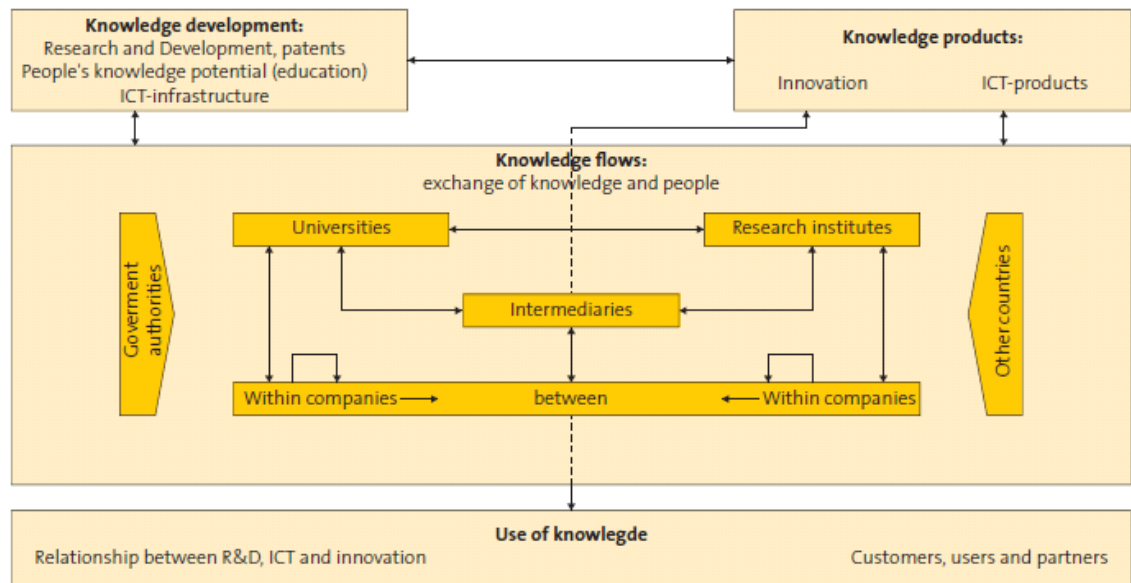 Knowledge development:
Research and Development, patents
People's knowledge potential (education)
ICT-infrastructure
Knowledge products:
Innovation
ICT-products
Knowledge flows:
exchange of knowledge and people
Goverment
authorities
Universities
Research institutes
Intermediaries
Within companies
between
Within companies
Other countries
Use of knowlegde
Relationship between R&D, ICT and innovation
Customers, users and partners